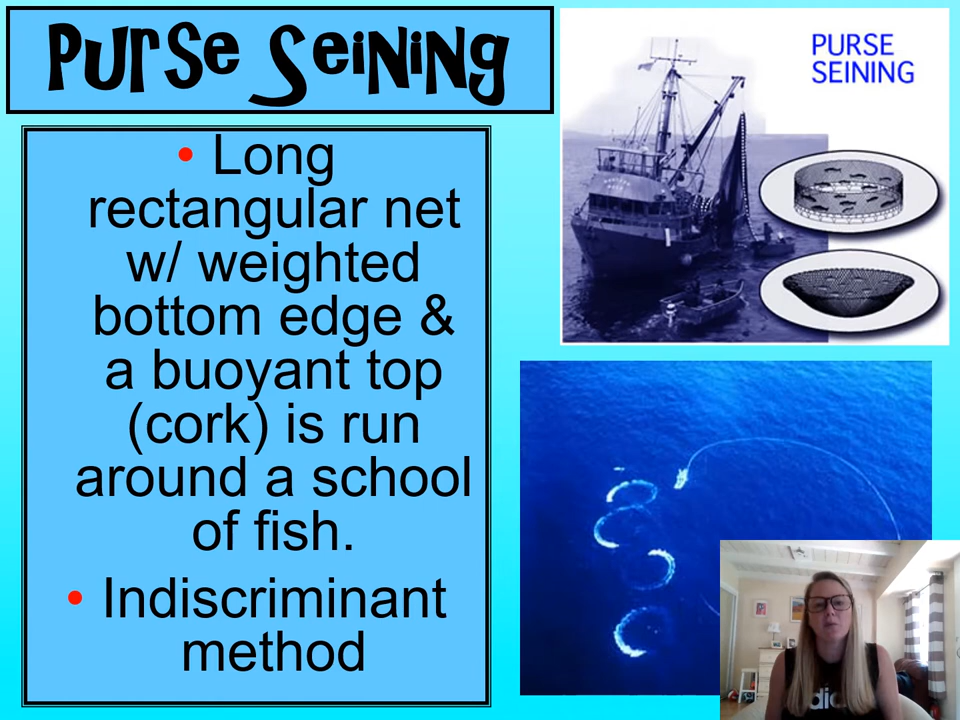 Purse Seining
PURSE
SEINING
• Long
rectangular net
w/ weighted
bottom edge &
a buoyant top
(cork) is run
around a school
of fish.
• Indiscriminant
method